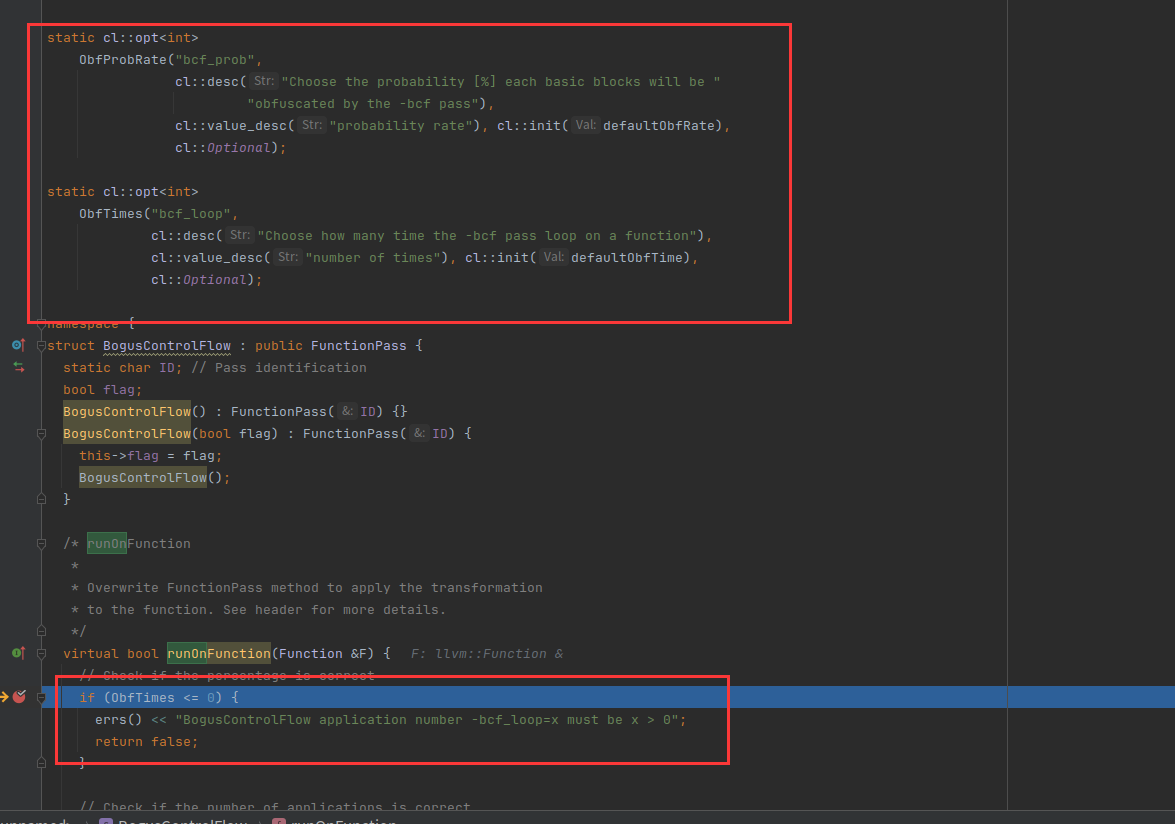 static cl::opt<int>
ObfProbRate("bcf_prob",
cl::desc( Str: "Choose the probability [%] each basic blocks will be "
"obfuscated by the -bcf pass"),
cl::value_desc( Str: "probability rate"), cl::init( Val: defaultObfRate),
cl::Optional);
static cl::opt<int>
ObfTimes("bcf_loop",
cl::desc( Str: "Choose how many time the -bcf pass loop on a function"),
cl::value_desc( Str: "number of times"), cl::init( Val: defaultObfTime),
cl::Optional);
namespace {
struct BogusControlFlow : public FunctionPass {
static char ID; // Pass identification
bool flag;
BogusControlFlow() : FunctionPass( &: ID) {}
BogusControlFlow(bool flag) : FunctionPass( &: ID) {
this->flag = flag;
BogusControlFlow();
}
/* runOnFunction
*
* Overwrite FunctionPass method to apply the transformation
* to the function. See header for more details.
*/
virtual bool runOnFunction(Function &F) { F: llvm::Function &
// Check if the percentage is correct
if (ObfTimes <= 0) {
errs() << "BogusControlFlow application number -bcf_loop=x must be x > 0";
return false;
}
// Check if the number of applications is correct
BogusControlFlow runOnFunction